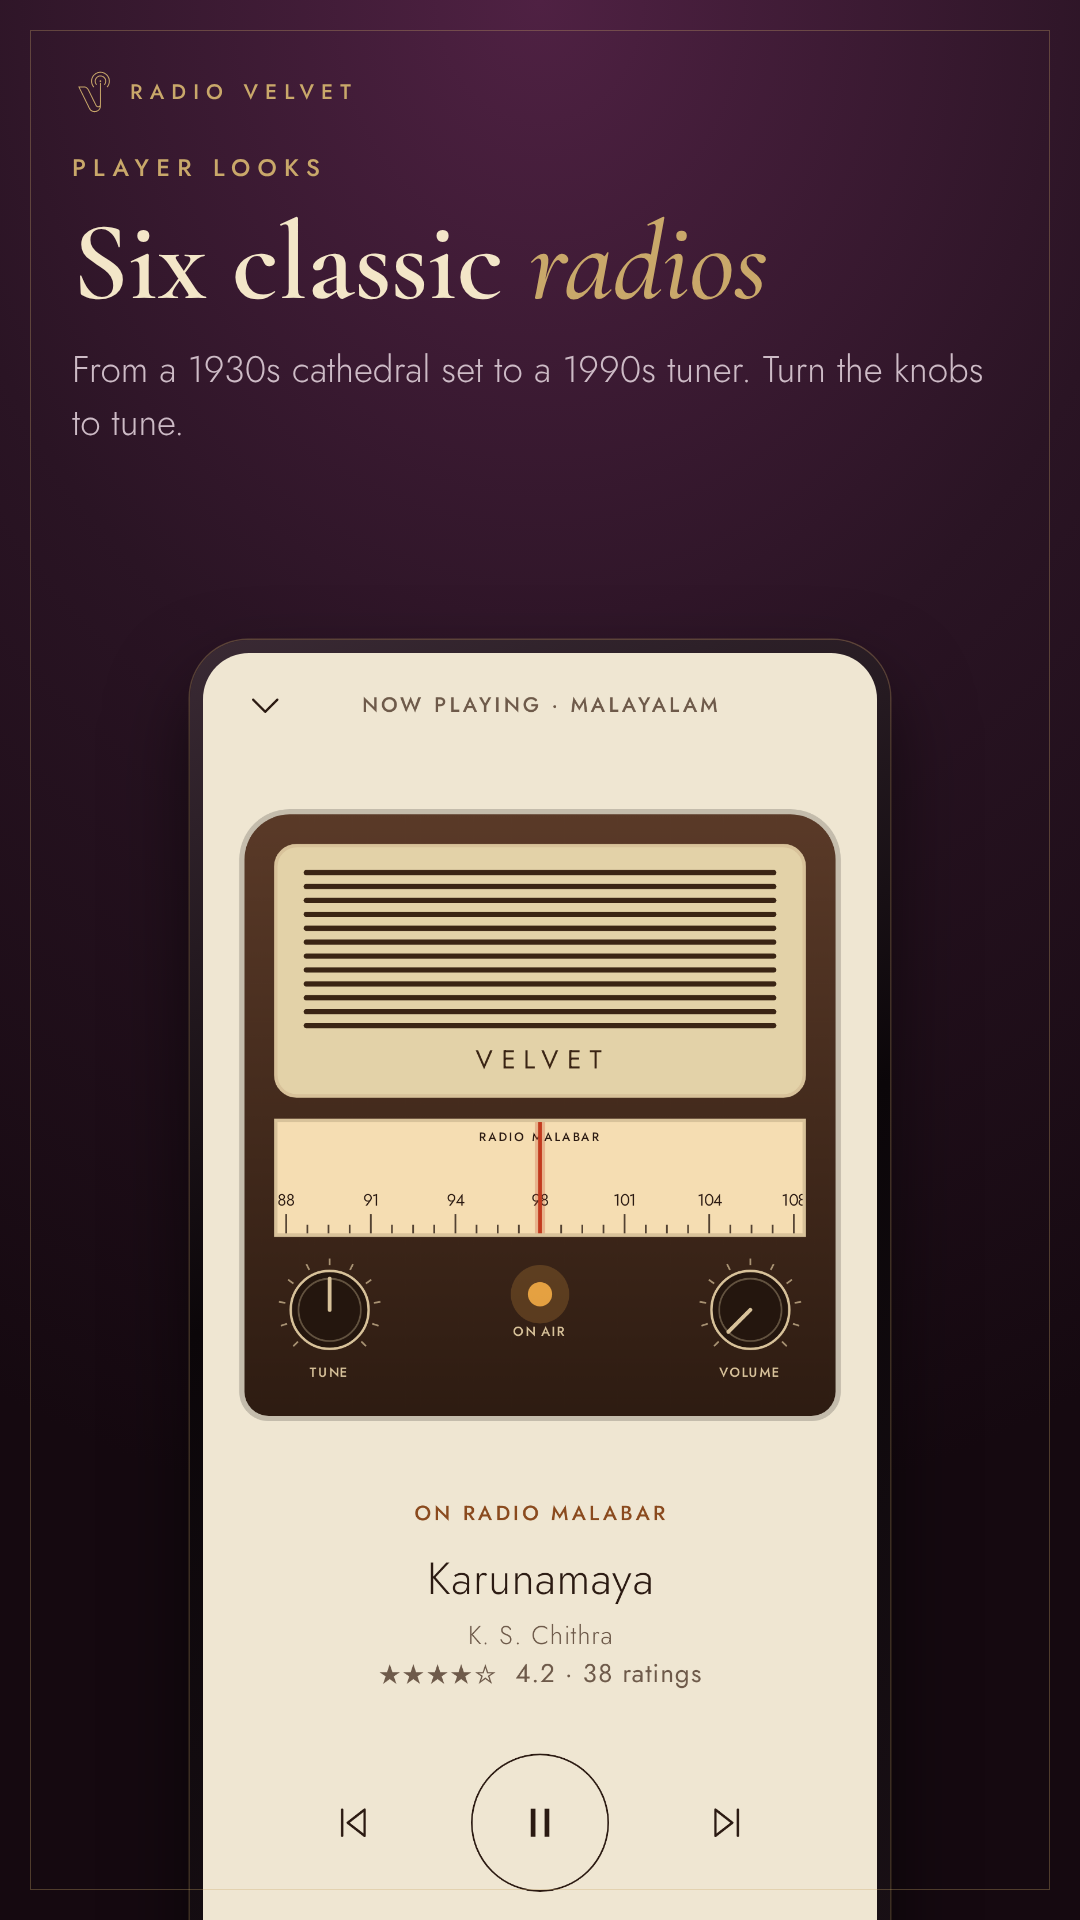 RADIO VELVET
PLAYER LOOKS
Six classic radios
From a 1930s cathedral set to a 1990s tuner. Turn the knobs
to tune.
NOW PLAYING · MALAYALAM
VELVET
RADIO MALABAR
88 91 94 98 101 104 108
ON AIR
TUNE VOLUME
ON RADIO MALABAR
Karunamaya
K. S. Chithra
★★★★☆ 4.2 · 38 ratings